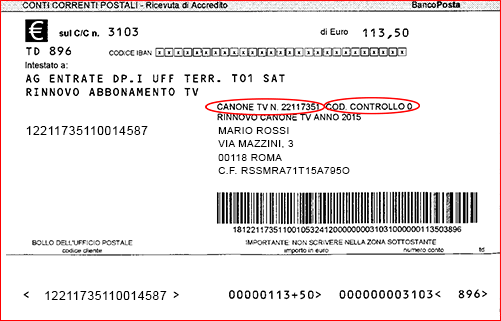 CONTI CORRENTI POSTALI - Ricevuta di Accredito BancoPosta
€ sul C/C n. 3103 di Euro 113,50
TD 896 CODICE IBAN
Intestato a:
AG ENTRATE DP.I UFF TERR. TO1 SAT
RINNOVO ABBONAMENTO TV
CANONE TV N. 22117351 COD. CONTROLLO 0
RINNOVO CANONE TV ANNO 2015
12211735110014587 MARIO ROSSI
VIA MAZZINI, 3
00118 ROMA
C.F. RSSMRA71T15A795O
BOLLO DELL'UFFICIO POSTALE IMPORTANTE: NON SCRIVERE NELLA ZONA SOTTOSTANTE
codice cliente importo in euro numero conto td
< 12211735110014587 > 00000113+50> 000000003103< 896>